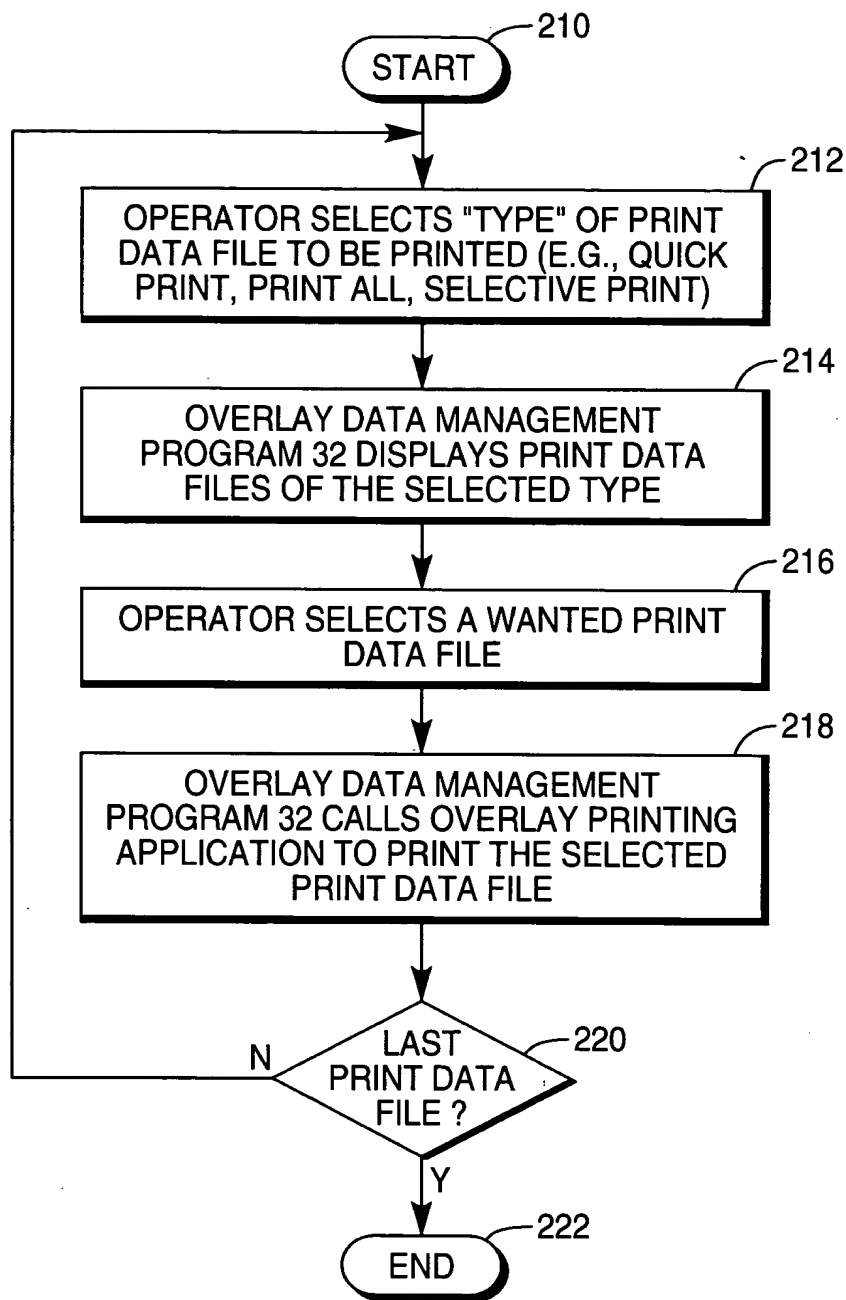 210
START
212
OPERATOR SELECTS "TYPE" OF PRINT
DATA FILE TO BE PRINTED (E.G., QUICK
PRINT, PRINT ALL, SELECTIVE PRINT)
214
OVERLAY DATA MANAGEMENT
PROGRAM 32 DISPLAYS PRINT DATA
FILES OF THE SELECTED TYPE
216
OPERATOR SELECTS A WANTED PRINT
DATA FILE
218
OVERLAY DATA MANAGEMENT
PROGRAM 32 CALLS OVERLAY PRINTING
APPLICATION TO PRINT THE SELECTED
PRINT DATA FILE
220
N
LAST
PRINT DATA
FILE ?
Y
222
END